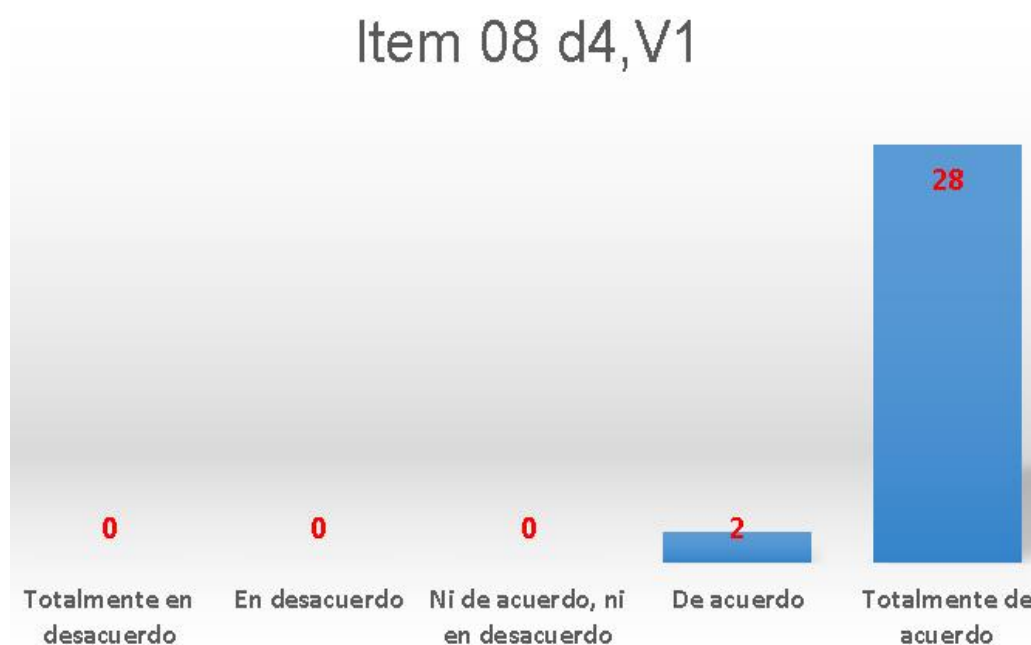 Item 08 d4,V1
28
0
0
0
2
Totalmente en
desacuerdo
En desacuerdo
Ni de acuerdo, ni
en desacuerdo
De acuerdo
Totalmente de
acuerdo